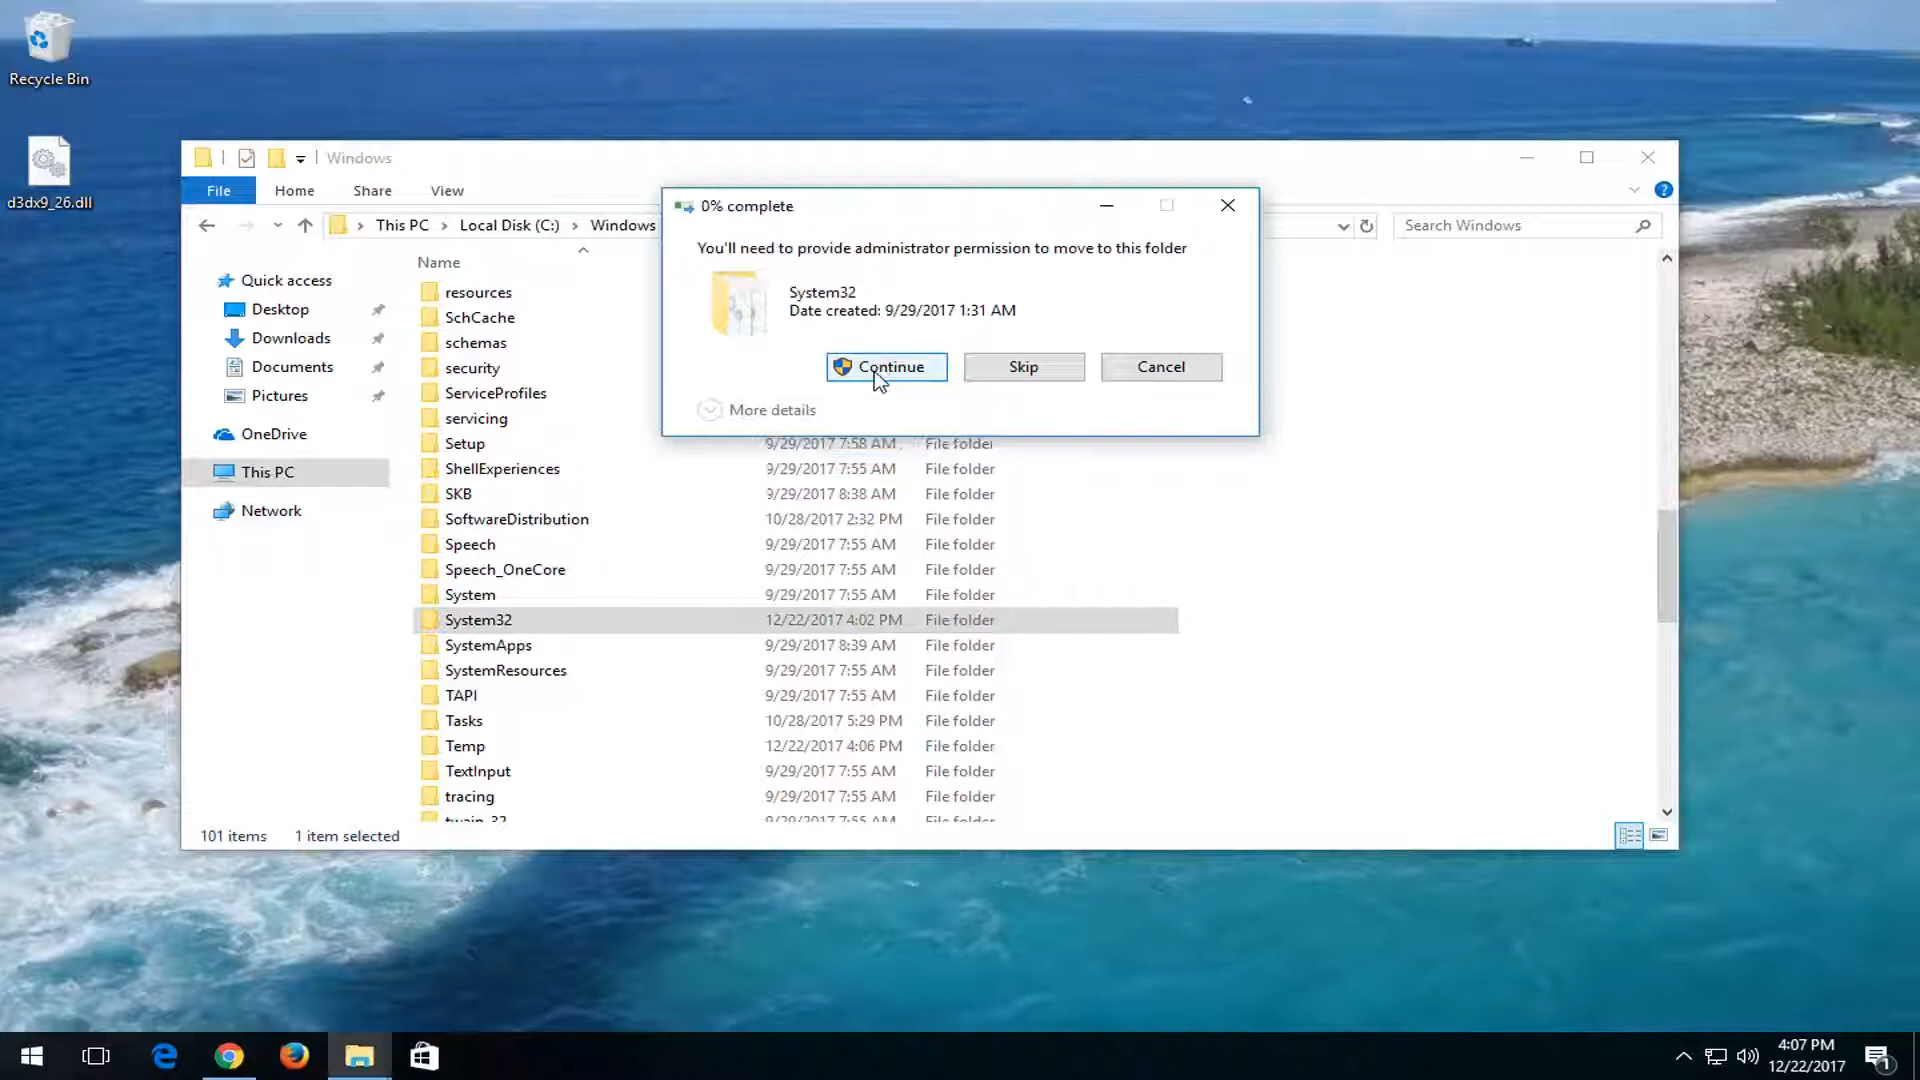 Recycle Bin
d3dx9_26.dll
Windows
File
Home
Share
View
This PC
Local Disk (C:)
Windows
Search Windows
0% complete
You'll need to provide administrator permission to move to this folder
System32
Date created: 9/29/2017 1:31 AM
Continue
Skip
Cancel
More details
Quick access
Desktop
Downloads
Documents
Pictures
OneDrive
This PC
Network
Name
resources
SchCache
schemas
security
ServiceProfiles
servicing
Setup 9/29/2017 7:58 AM File folder
ShellExperiences 9/29/2017 7:55 AM File folder
SKB 9/29/2017 8:38 AM File folder
SoftwareDistribution 10/28/2017 2:32 PM File folder
Speech 9/29/2017 7:55 AM File folder
Speech_OneCore 9/29/2017 7:55 AM File folder
System 9/29/2017 7:55 AM File folder
System32 12/22/2017 4:02 PM File folder
SystemApps 9/29/2017 8:39 AM File folder
SystemResources 9/29/2017 7:55 AM File folder
TAPI 9/29/2017 7:55 AM File folder
Tasks 10/28/2017 5:29 PM File folder
Temp 12/22/2017 4:06 PM File folder
TextInput 9/29/2017 7:55 AM File folder
tracing 9/29/2017 7:55 AM File folder
twain_32 9/29/2017 7:55 AM File folder
101 items 1 item selected
4:07 PM
12/22/2017
1